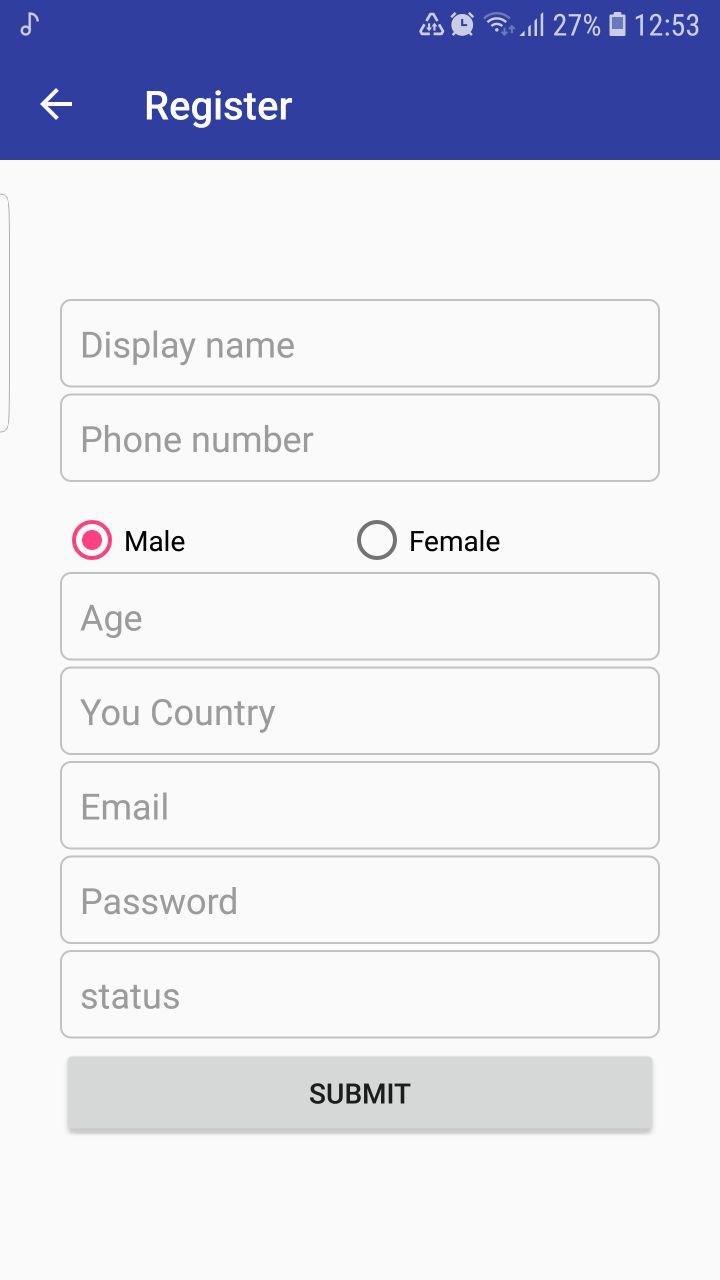 27% 12:53
Register
Display name
Phone number
Male Female
Age
You Country
Email
Password
status
SUBMIT